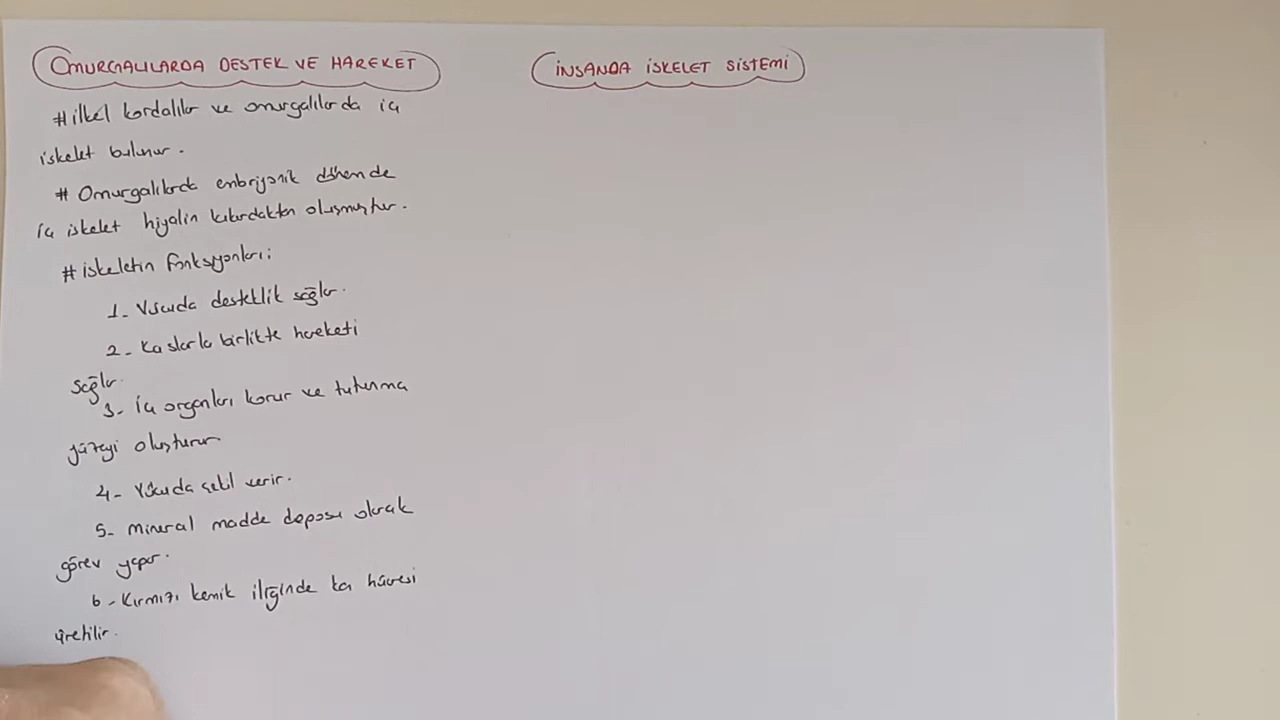 OMURGALILARDA DESTEK VE HAREKET
#ilkel kordalılar ve omurgalılarda iç
iskelet bulunur.
# Omurgalılarda embriyonik dönemde
iç iskelet hiyalin kıkırdaktan oluşmuştur.
#iskeletin fonksiyonları;
1- Vücuda desteklik sağlar.
2- Kaslarla birlikte hareketi
sağlar.
3- iç organları korur ve tutunma
yüzeyi oluşturur.
4- Vücuda şekil verir.
5- Mineral madde deposu olarak
görev yapar.
6- Kırmızı kemik iliğinde kan hücresi
üretilir.
İNSANDA İSKELET SİSTEMİ